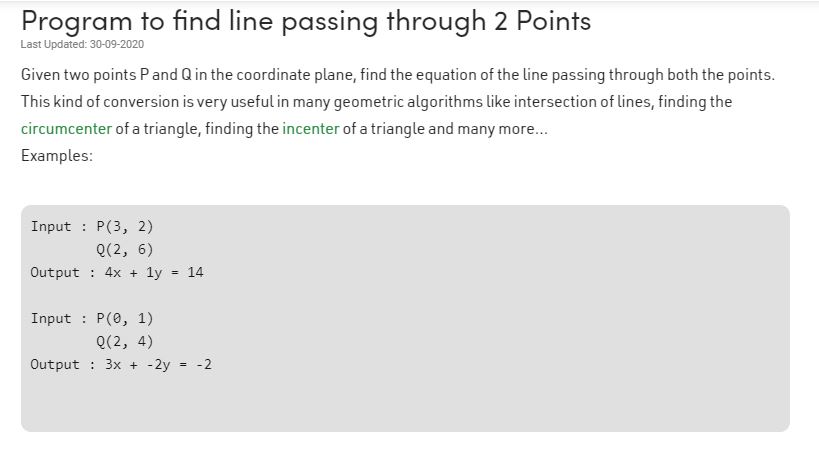 Program to find line passing through 2 Points
Last Updated: 30-09-2020
Given two points P and Q in the coordinate plane, find the equation of the line passing through both the points.
This kind of conversion is very useful in many geometric algorithms like intersection of lines, finding the
circumcenter of a triangle, finding the incenter of a triangle and many more...
Examples:
Input : P(3, 2)
Q(2, 6)
Output : 4x + 1y = 14
Input : P(0, 1)
Q(2, 4)
Output : 3x + -2y = -2